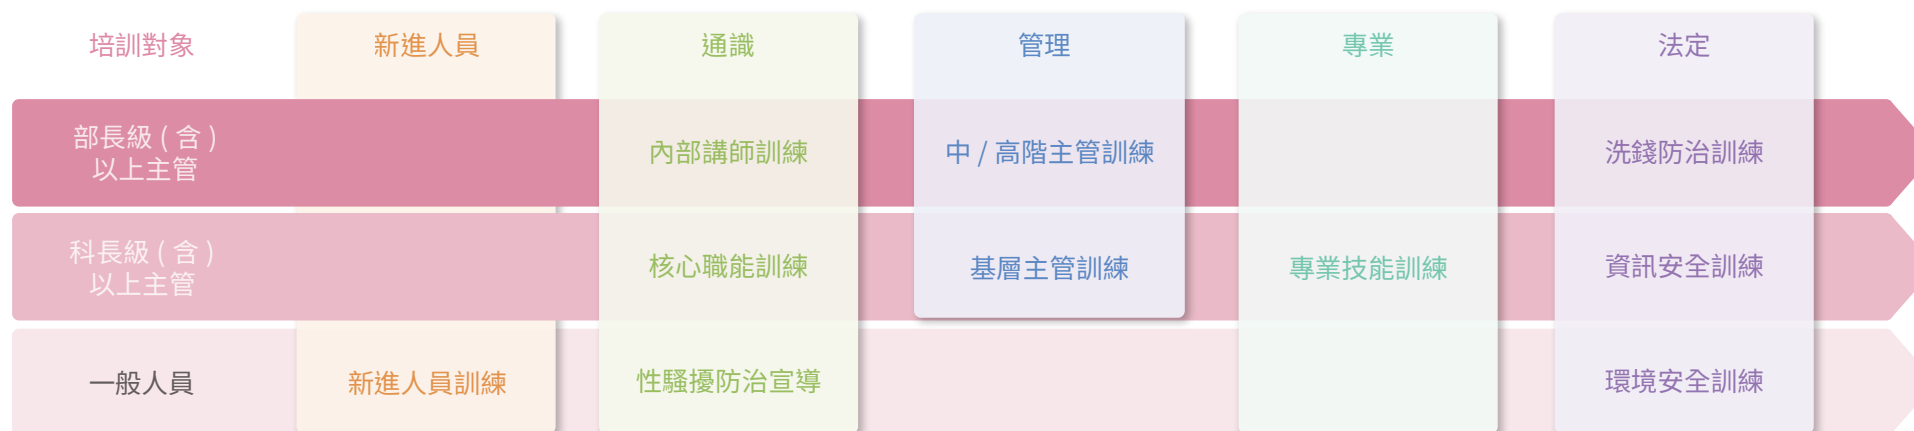 培訓對象
新進人員
通識
管理
專業
法定
部長級 ( 含 )
以上主管
內部講師訓練
中 / 高階主管訓練
洗錢防治訓練
科長級 ( 含 )
以上主管
核心職能訓練
基層主管訓練
專業技能訓練
資訊安全訓練
一般人員
新進人員訓練
性騷擾防治宣導
環境安全訓練